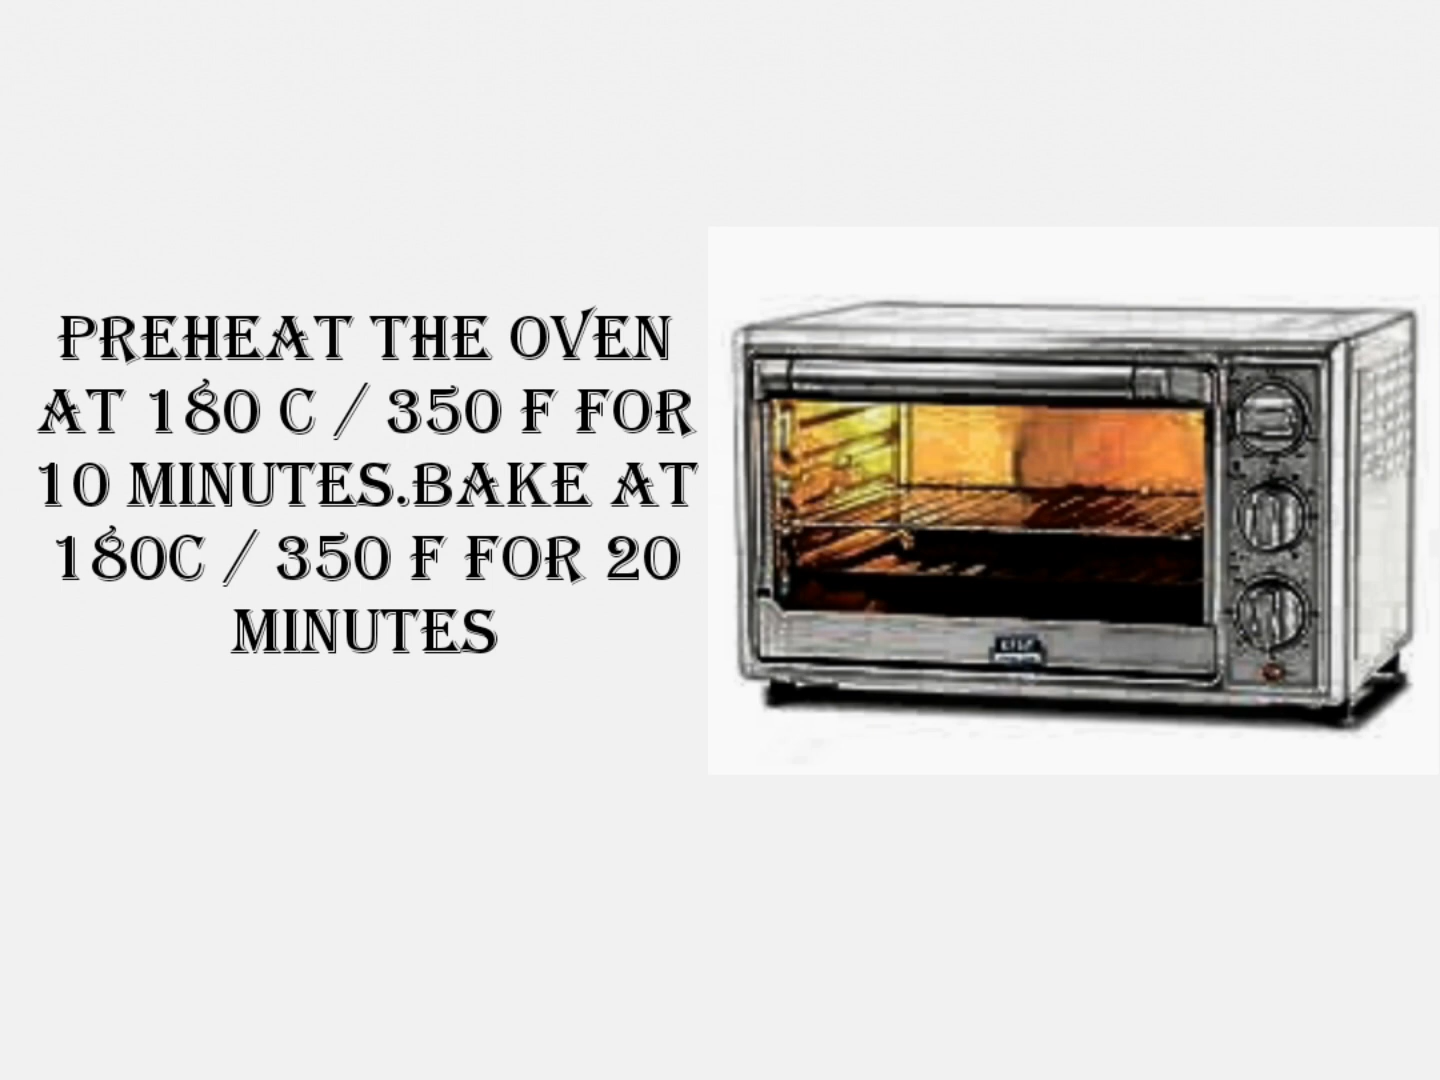 PREHEAT THE OVEN
AT 180 C / 350 F FOR
10 MINUTES.BAKE AT
180C / 350 F FOR 20
MINUTES